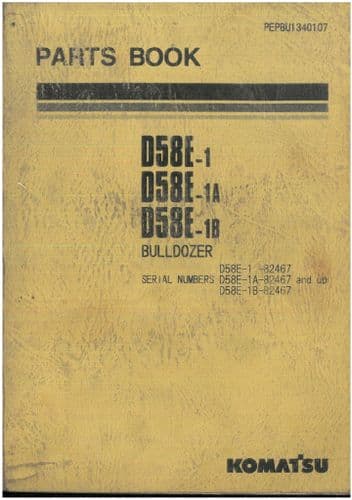 PEPBU1340107
PARTS BOOK
D58E-1
D58E-1A
D58E-1B
BULLDOZER
D58E-1 -82467
SERIAL NUMBERS D58E-1A-82467 and up
D58E-1B-82467
KOMATSU